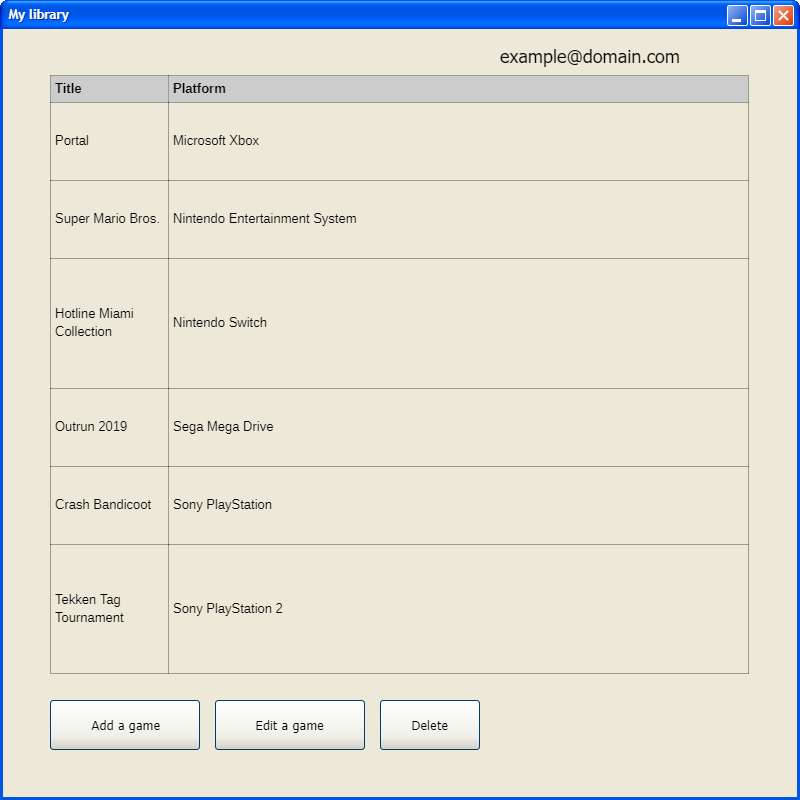 My library
example@domain.com
Title Platform
Portal Microsoft Xbox
Super Mario Bros. Nintendo Entertainment System
Hotline Miami
Collection
Nintendo Switch
Outrun 2019 Sega Mega Drive
Crash Bandicoot Sony PlayStation
Tekken Tag
Tournament
Sony PlayStation 2
Add a game Edit a game Delete